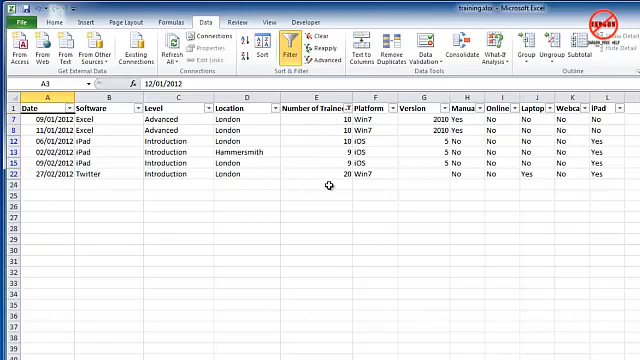 training.xlsx - Microsoft Excel
File Home Insert Page Layout Formulas Data Review View Developer
From Access From Web From Text From Other Sources Existing Connections
Refresh All Connections Properties Edit Links
Sort Filter Clear Reapply Advanced
Text to Columns Remove Duplicates Data Validation Consolidate What-If Analysis
Group Ungroup Subtotal Show Detail Hide Detail
Get External Data Connections Sort & Filter Data Tools Outline
A3 fx 12/01/2012
A B C D E F G H I J K L
1 Date Software Level Location Number of Trainee Platform Version Manua Online Laptop Webca iPad
7 09/01/2012 Excel Advanced London 10 Win7 2010 Yes No No No No
8 11/01/2012 Excel Advanced London 10 Win7 2010 Yes No No No No
12 06/01/2012 iPad Introduction London 10 iOS 5 No No No No Yes
13 02/02/2012 iPad Introduction Hammersmith 9 iOS 5 No No No No Yes
15 09/02/2012 iPad Introduction London 9 iOS 5 No No No No Yes
22 27/02/2012 Twitter Introduction London 20 Win7 No No Yes No No
24
25
26
27
28
29
30
31
32
33
34
35
36
37
38
39